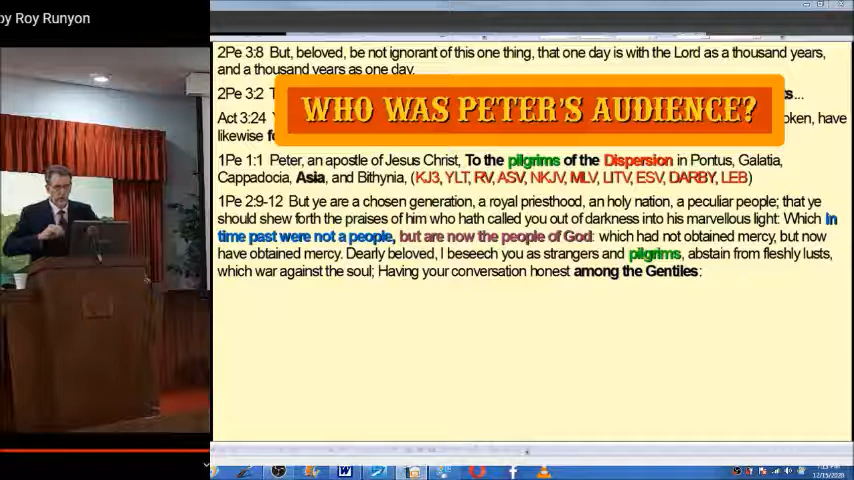 by Roy Runyon
2Pe 3:8 But, beloved, be not ignorant of this one thing, that one day is with the Lord as a thousand years,
and a thousand years as one day.
2Pe 3:2
WHO WAS PETER'S AUDIENCE?
Act 3:24 oken, have
likewise
1Pe 1:1 Peter, an apostle of Jesus Christ, To the pilgrims of the Dispersion in Pontus, Galatia,
Cappadocia, Asia, and Bithynia, (KJ3, YLT, RV, ASV, NKJV, MLV, LITV, ESV, DARBY, LEB)
1Pe 2:9-12 But ye are a chosen generation, a royal priesthood, an holy nation, a peculiar people; that ye
should shew forth the praises of him who hath called you out of darkness into his marvellous light: Which in
time past were not a people, but are now the people of God: which had not obtained mercy, but now
have obtained mercy. Dearly beloved, I beseech you as strangers and pilgrims, abstain from fleshly lusts,
which war against the soul; Having your conversation honest among the Gentiles:
12/15/2020